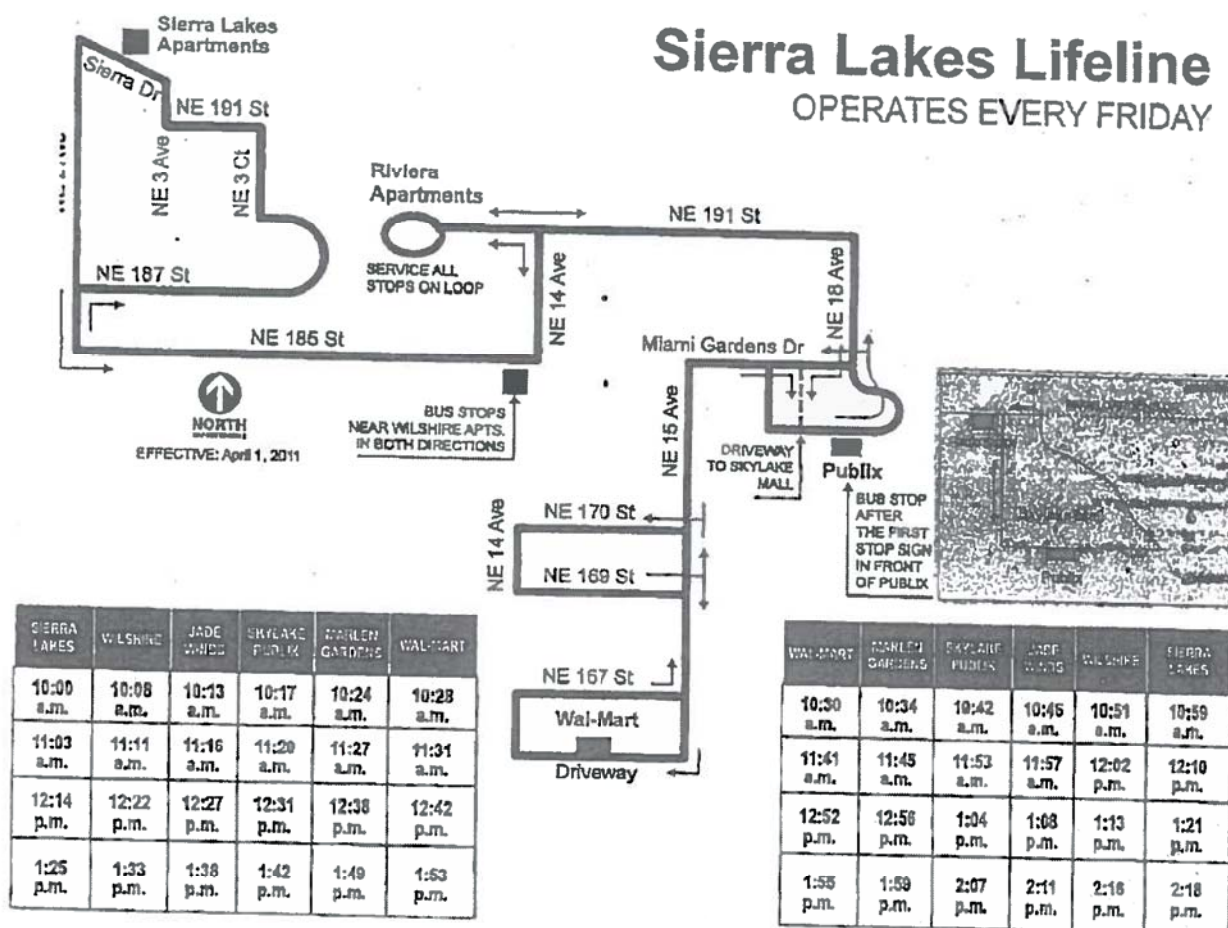 Sierra Lakes Lifeline
OPERATES EVERY FRIDAY
Sierra Lakes
Apartments
Sierra Dr
NE 191 St
NE 3 Ave
NE 3 Ct
NE 187 St
Riviera
Apartments
SERVICE ALL
STOPS ON LOOP
NE 191 St
NE 14 Ave
NE 18 Ave
NE 185 St
Miami Gardens Dr
NORTH
EFFECTIVE: April 1, 2011
BUS STOPS
NEAR WILSHIRE APTS.
IN BOTH DIRECTIONS
NE 15 Ave
DRIVEWAY
TO SKYLAKE
MALL
Publix
BUS STOP
AFTER
THE FIRST
STOP SIGN
IN FRONT
OF PUBLIX
Publix
NE 14 Ave
NE 170 St
NE 169 St
NE 167 St
Wal-Mart
Driveway
SIERRA LAKES WILSHIRE JADE WINDS SKYLAKE PUBLIX MARLEN GARDENS WAL-MART
10:00 a.m. 10:08 a.m. 10:13 a.m. 10:17 a.m. 10:24 a.m. 10:28 a.m.
11:03 a.m. 11:11 a.m. 11:16 a.m. 11:20 a.m. 11:27 a.m. 11:31 a.m.
12:14 p.m. 12:22 p.m. 12:27 p.m. 12:31 p.m. 12:38 p.m. 12:42 p.m.
1:25 p.m. 1:33 p.m. 1:38 p.m. 1:42 p.m. 1:49 p.m. 1:53 p.m.
WAL-MART MARLEN GARDENS SKYLAKE PUBLIX JADE WINDS WILSHIRE SIERRA LAKES
10:30 a.m. 10:34 a.m. 10:42 a.m. 10:46 a.m. 10:51 a.m. 10:59 a.m.
11:41 a.m. 11:45 a.m. 11:53 a.m. 11:57 a.m. 12:02 p.m. 12:10 p.m.
12:52 p.m. 12:56 p.m. 1:04 p.m. 1:08 p.m. 1:13 p.m. 1:21 p.m.
1:55 p.m. 1:59 p.m. 2:07 p.m. 2:11 p.m. 2:16 p.m. 2:18 p.m.